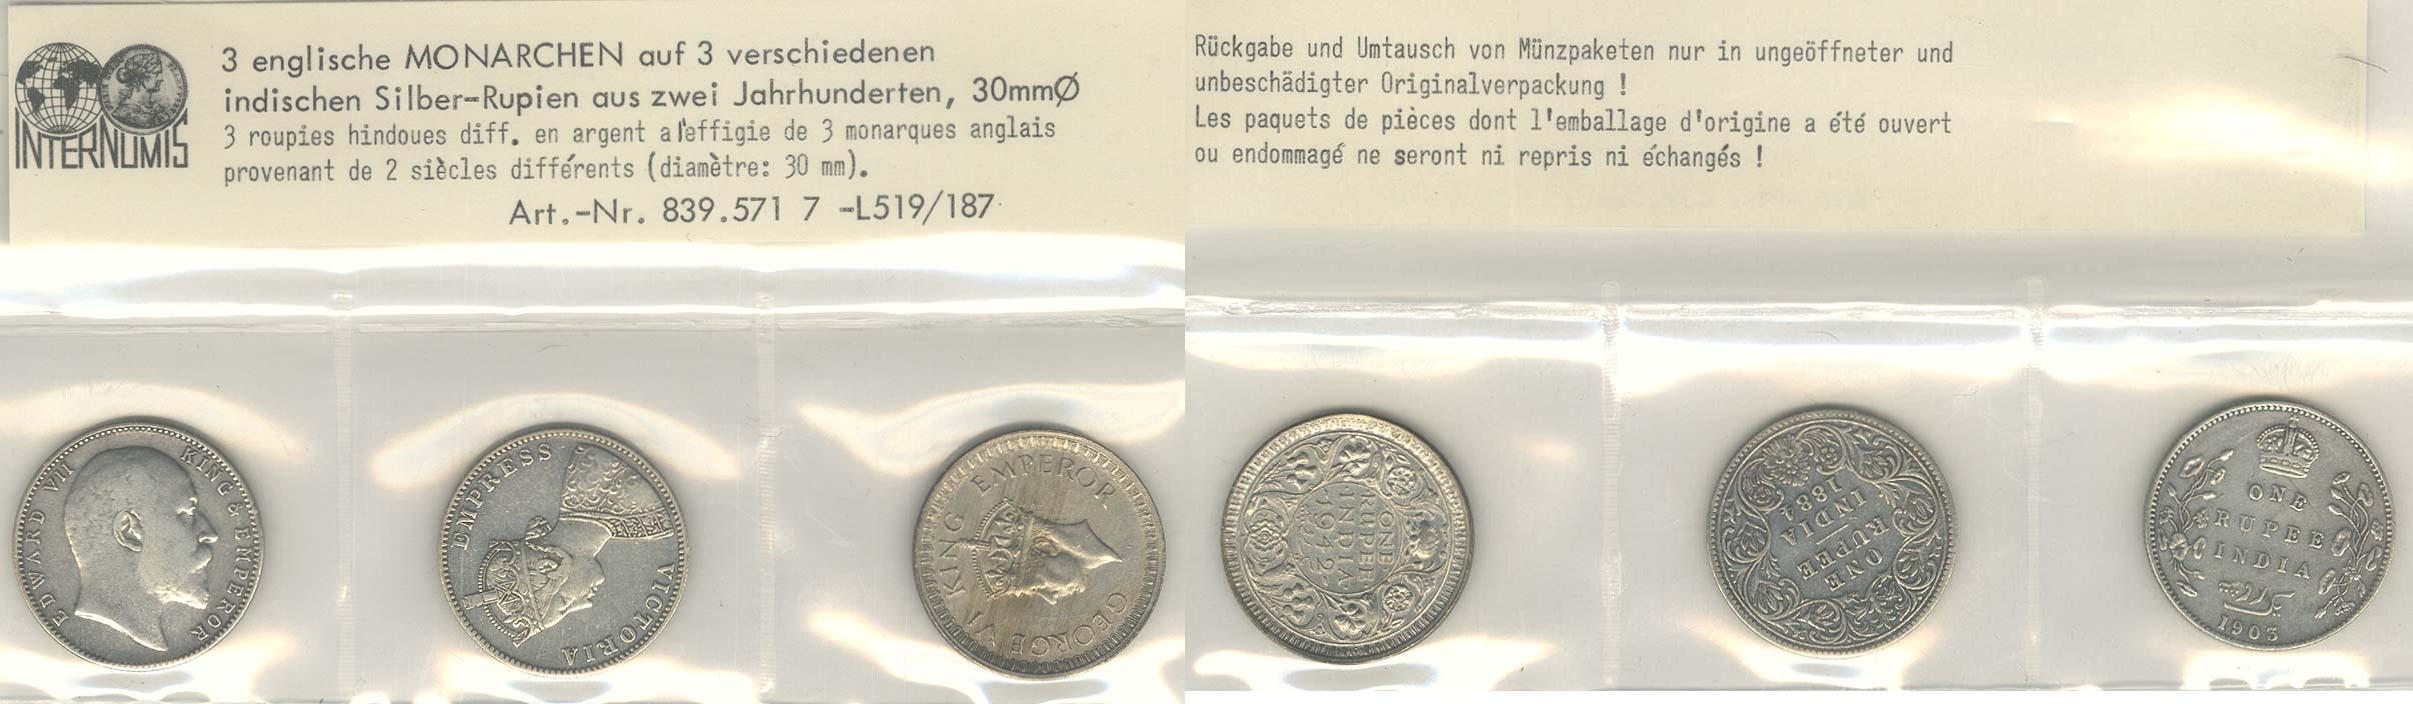 INTERNUMIS
3 englische MONARCHEN auf 3 verschiedenen
indischen Silber-Rupien aus zwei Jahrhunderten, 30mmØ
3 roupies hindoues diff. en argent a l'effigie de 3 monarques anglais
provenant de 2 siècles différents (diamètre: 30 mm).
Art.-Nr. 839.571 7 -L519/187
Rückgabe und Umtausch von Münzpaketen nur in ungeöffneter und
unbeschädigter Originalverpackung !
Les paquets de pièces dont l'emballage d'origine a été ouvert
ou endommagé ne seront ni repris ni échangés !
EDWARD VII KING & EMPEROR
VICTORIA EMPRESS
GEORGE VI KING EMPEROR
ONE
RUPEE
INDIA
1942
ONE
RUPEE
INDIA
1884
ONE
RUPEE
INDIA
یک روپیہ
1903